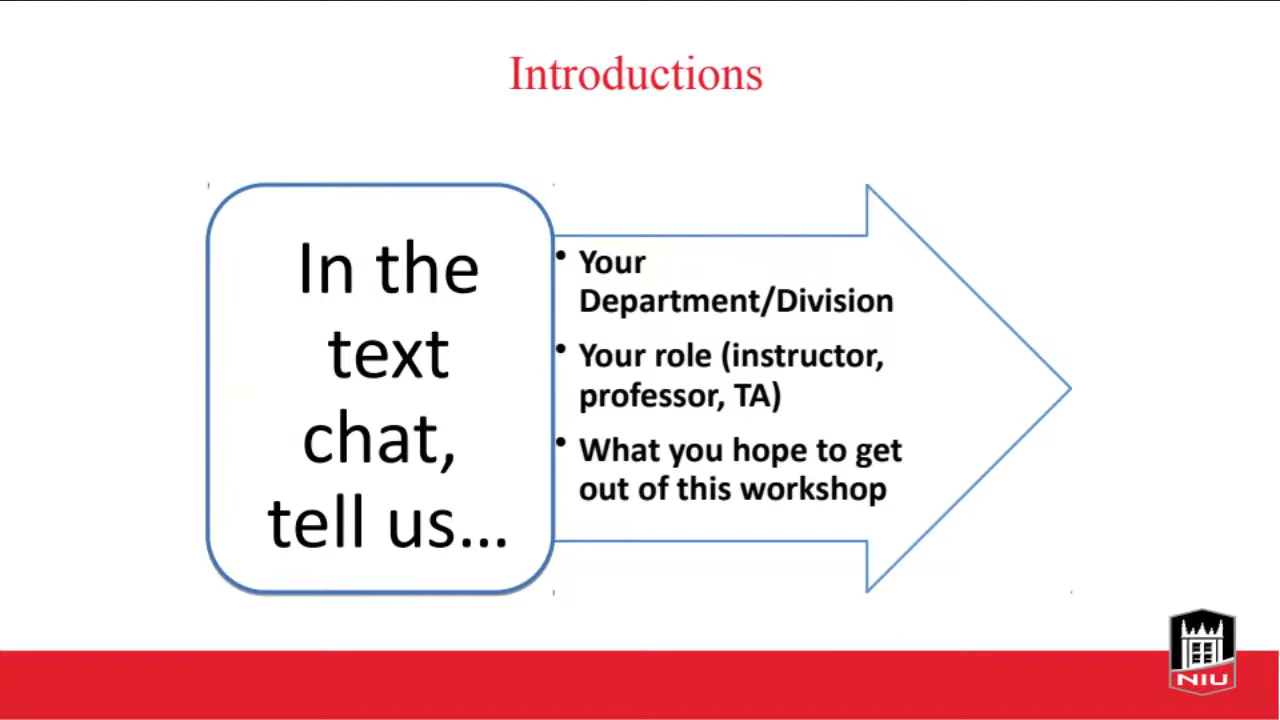 Introductions
In the
text
chat,
tell us...
• Your
Department/Division
• Your role (instructor,
professor, TA)
• What you hope to get
out of this workshop
NIU